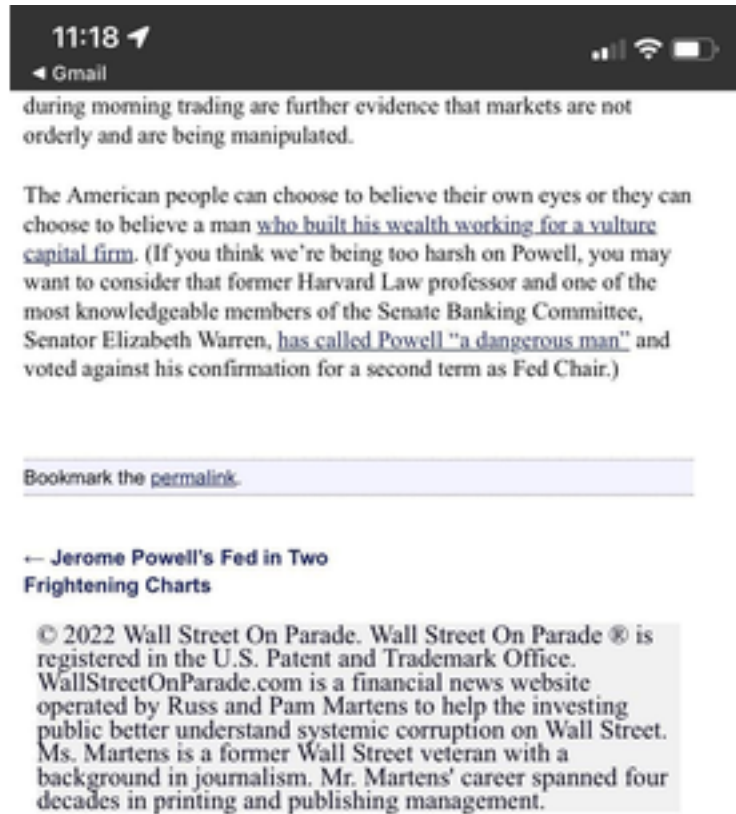 11:18
◄ Gmail
during morning trading are further evidence that markets are not
orderly and are being manipulated.
The American people can choose to believe their own eyes or they can
choose to believe a man who built his wealth working for a vulture
capital firm. (If you think we're being too harsh on Powell, you may
want to consider that former Harvard Law professor and one of the
most knowledgeable members of the Senate Banking Committee,
Senator Elizabeth Warren, has called Powell "a dangerous man" and
voted against his confirmation for a second term as Fed Chair.)
Bookmark the permalink.
← Jerome Powell's Fed in Two
Frightening Charts
© 2022 Wall Street On Parade. Wall Street On Parade ® is
registered in the U.S. Patent and Trademark Office.
WallStreetOnParade.com is a financial news website
operated by Russ and Pam Martens to help the investing
public better understand systemic corruption on Wall Street.
Ms. Martens is a former Wall Street veteran with a
background in journalism. Mr. Martens' career spanned four
decades in printing and publishing management.